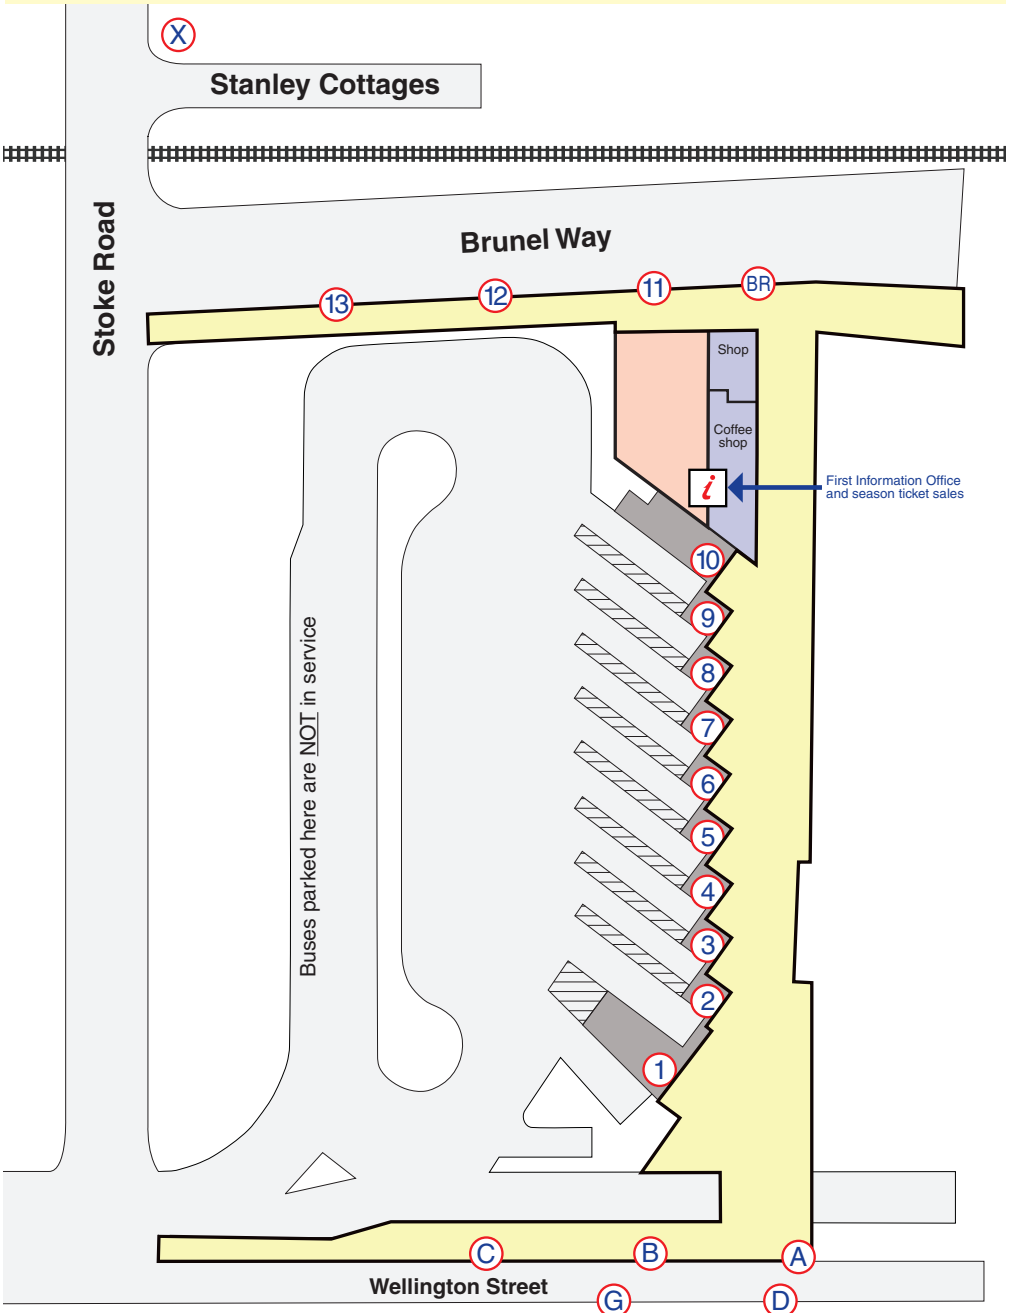 X
Stanley Cottages
Stoke Road
Brunel Way
BR
11
12
13
Shop
Coffee
shop
i
First Information Office
and season ticket sales
10
9
8
7
6
5
4
3
2
1
Buses parked here are NOT in service
C
B
A
Wellington Street
G
D